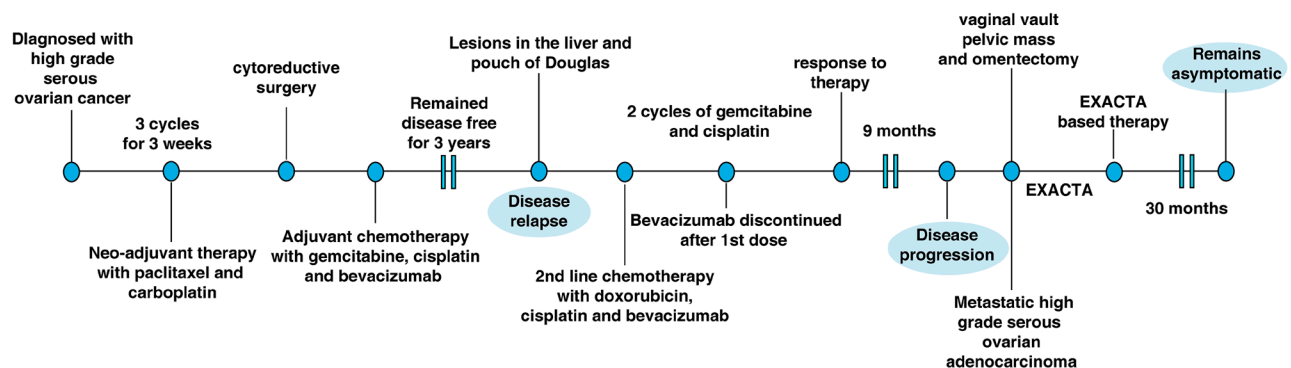 DIagnosed with
high grade
serous
ovarian cancer
3 cycles
for 3 weeks
Neo-adjuvant therapy
with paclitaxel and
carboplatin
cytoreductive
surgery
Adjuvant chemotherapy
with gemcitabine, cisplatin
and bevacizumab
Remained
disease free
for 3 years
Lesions in the liver and
pouch of Douglas
Disease
relapse
2nd line chemotherapy
with doxorubicin,
cisplatin and bevacizumab
2 cycles of gemcitabine
and cisplatin
Bevacizumab discontinued
after 1st dose
response to
therapy
9 months
Disease
progression
vaginal vault
pelvic mass
and omentectomy
EXACTA
Metastatic high
grade serous
ovarian
adenocarcinoma
EXACTA
based therapy
30 months
Remains
asymptomatic